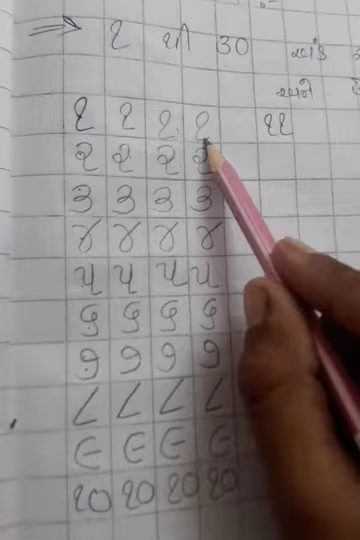 ⇒ ૧ થી ૩૦ આંક
અને
૧ ૧ ૧ ૧ ૧૧
૨ ૨ ૨ ૨
૩ ૩ ૩ ૩
૪ ૪ ૪ ૪
૫ ૫ ૫ ૫
૬ ૬ ૬ ૬
૭ ૭ ૭ ૭
૮ ૮ ૮ ૮
૯ ૯ ૯ ૯
૧૦ ૧૦ ૧૦ ૧૦